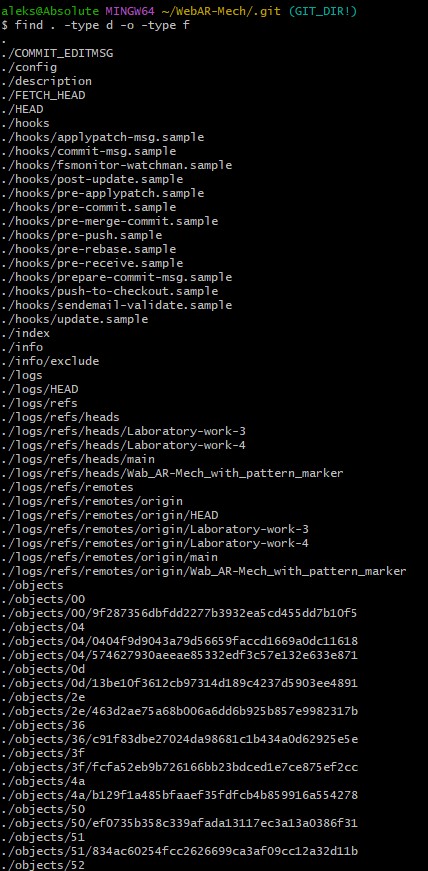 aleks@Absolute MINGW64 ~/WebAR-Mech/.git (GIT_DIR!)
$ find . -type d -o -type f
.
./COMMIT_EDITMSG
./config
./description
./FETCH_HEAD
./HEAD
./hooks
./hooks/applypatch-msg.sample
./hooks/commit-msg.sample
./hooks/fsmonitor-watchman.sample
./hooks/post-update.sample
./hooks/pre-applypatch.sample
./hooks/pre-commit.sample
./hooks/pre-merge-commit.sample
./hooks/pre-push.sample
./hooks/pre-rebase.sample
./hooks/pre-receive.sample
./hooks/prepare-commit-msg.sample
./hooks/push-to-checkout.sample
./hooks/sendemail-validate.sample
./hooks/update.sample
./index
./info
./info/exclude
./logs
./logs/HEAD
./logs/refs
./logs/refs/heads
./logs/refs/heads/Laboratory-work-3
./logs/refs/heads/Laboratory-work-4
./logs/refs/heads/main
./logs/refs/heads/Wab_AR-Mech_with_pattern_marker
./logs/refs/remotes
./logs/refs/remotes/origin
./logs/refs/remotes/origin/HEAD
./logs/refs/remotes/origin/Laboratory-work-3
./logs/refs/remotes/origin/Laboratory-work-4
./logs/refs/remotes/origin/main
./logs/refs/remotes/origin/Wab_AR-Mech_with_pattern_marker
./objects
./objects/00
./objects/00/9f287356dbfdd2277b3932ea5cd455dd7b10f5
./objects/04
./objects/04/0404f9d9043a79d56659faccd1669a0dc11618
./objects/04/574627930aeeae85332edf3c57e132e633e871
./objects/0d
./objects/0d/13be10f3612cb97314d189c4237d5903ee4891
./objects/2e
./objects/2e/463d2ae75a68b006a6dd6b925b857e9982317b
./objects/36
./objects/36/c91f83dbe27024da98681c1b434a0d62925e5e
./objects/3f
./objects/3f/fcfa52eb9b726166bb23bdced1e7ce875ef2cc
./objects/4a
./objects/4a/b129f1a485bfaaef35fdfcb4b859916a554278
./objects/50
./objects/50/ef0735b358c339afada13117ec3a13a0386f31
./objects/51
./objects/51/834ac60254fcc2626699ca3af09cc12a32d11b
./objects/52